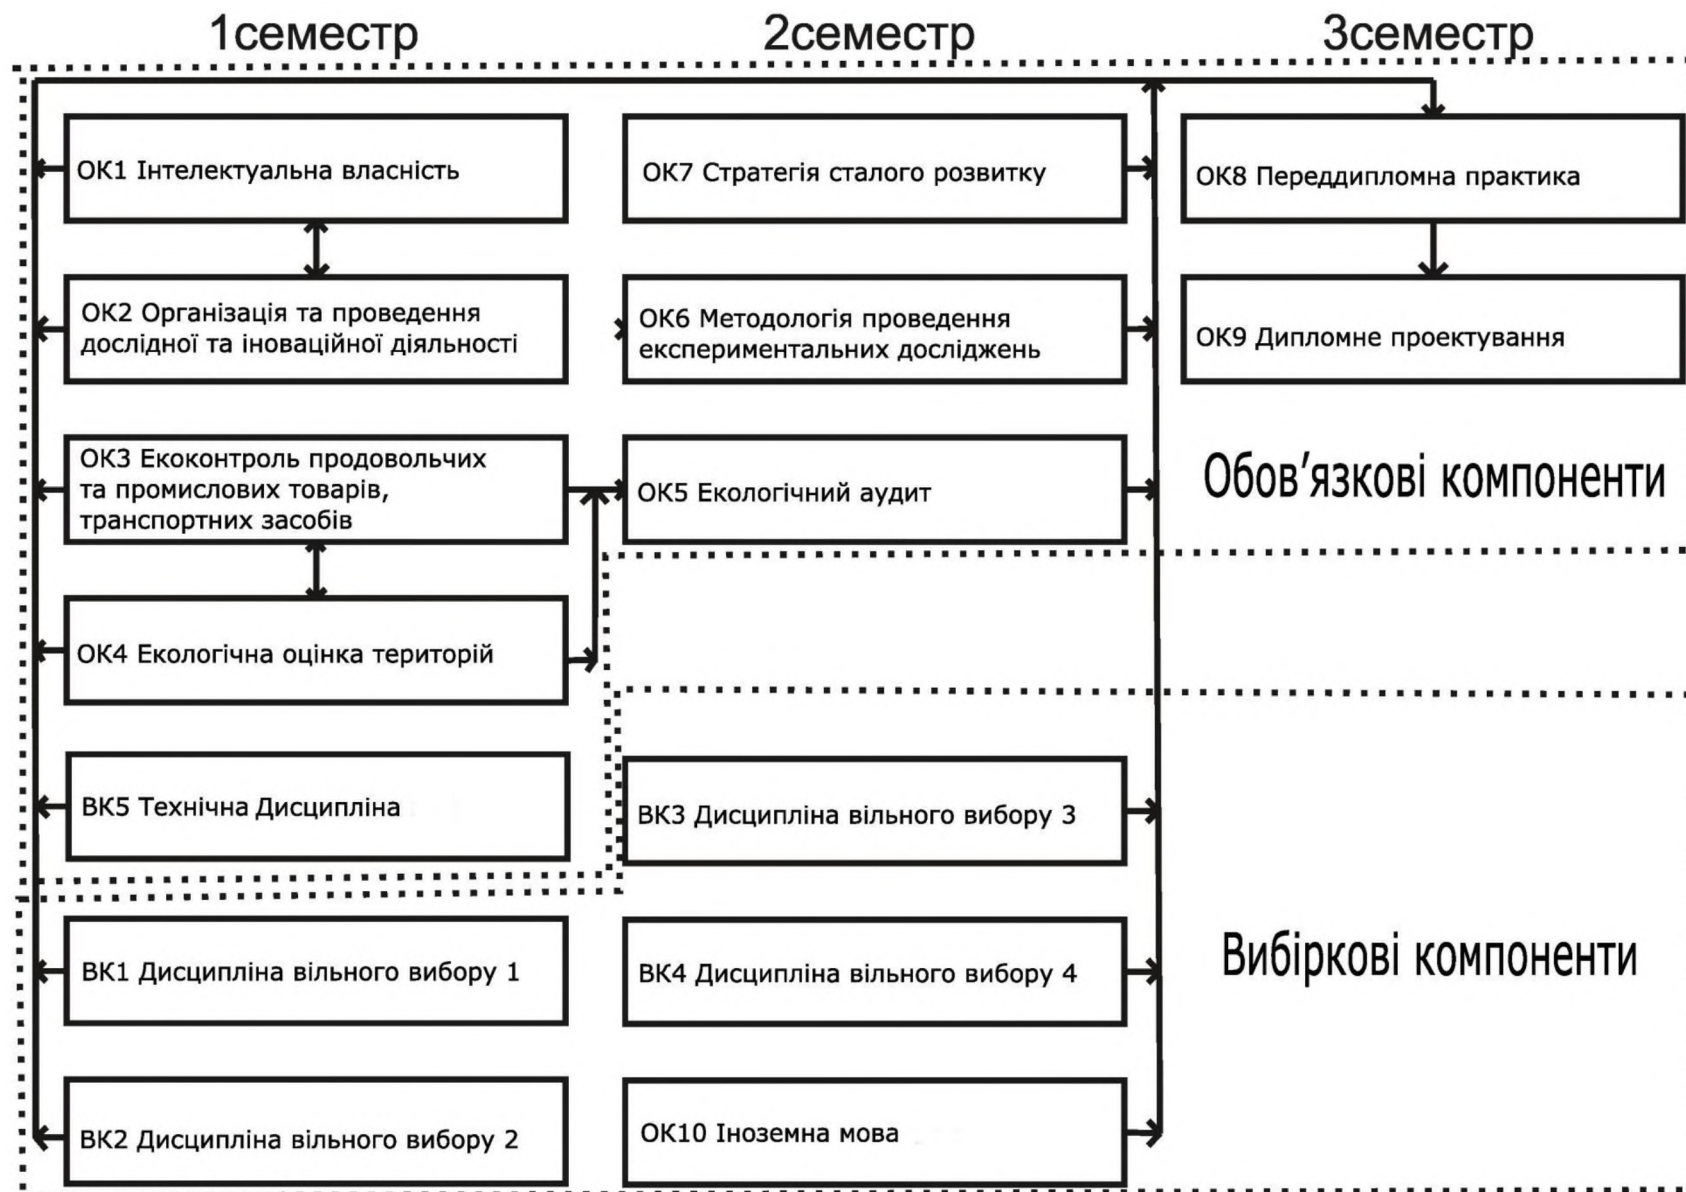 1семестр
2семестр
3семестр
ОК1 Інтелектуальна власність
ОК7 Стратегія сталого розвитку
ОК8 Переддипломна практика
ОК2 Організація та проведення
дослідної та іноваційної діяльності
ОК6 Методологія проведення
експериментальних досліджень
ОК9 Дипломне проектування
ОК3 Екоконтроль продовольчих
та промислових товарів,
транспортних засобів
ОК5 Екологічний аудит
Обов'язкові компоненти
ОК4 Екологічна оцінка територій
ВК5 Технічна Дисципліна
ВК3 Дисципліна вільного вибору 3
ВК1 Дисципліна вільного вибору 1
ВК4 Дисципліна вільного вибору 4
Вибіркові компоненти
ВК2 Дисципліна вільного вибору 2
ОК10 Іноземна мова